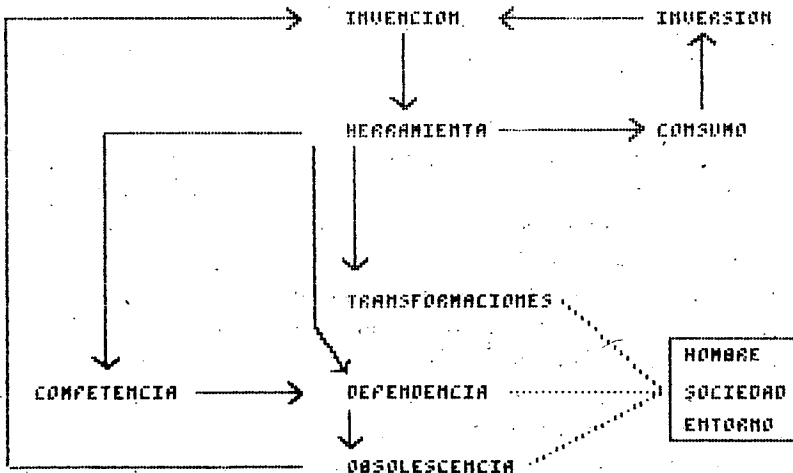 INVENCION
INVERSION
HERRAMIENTA
CONSUMO
TRANSFORMACIONES
HOMBRE
COMPETENCIA
DEPENDENCIA
SOCIEDAD
ENTORNO
OBSOLESCENCIA